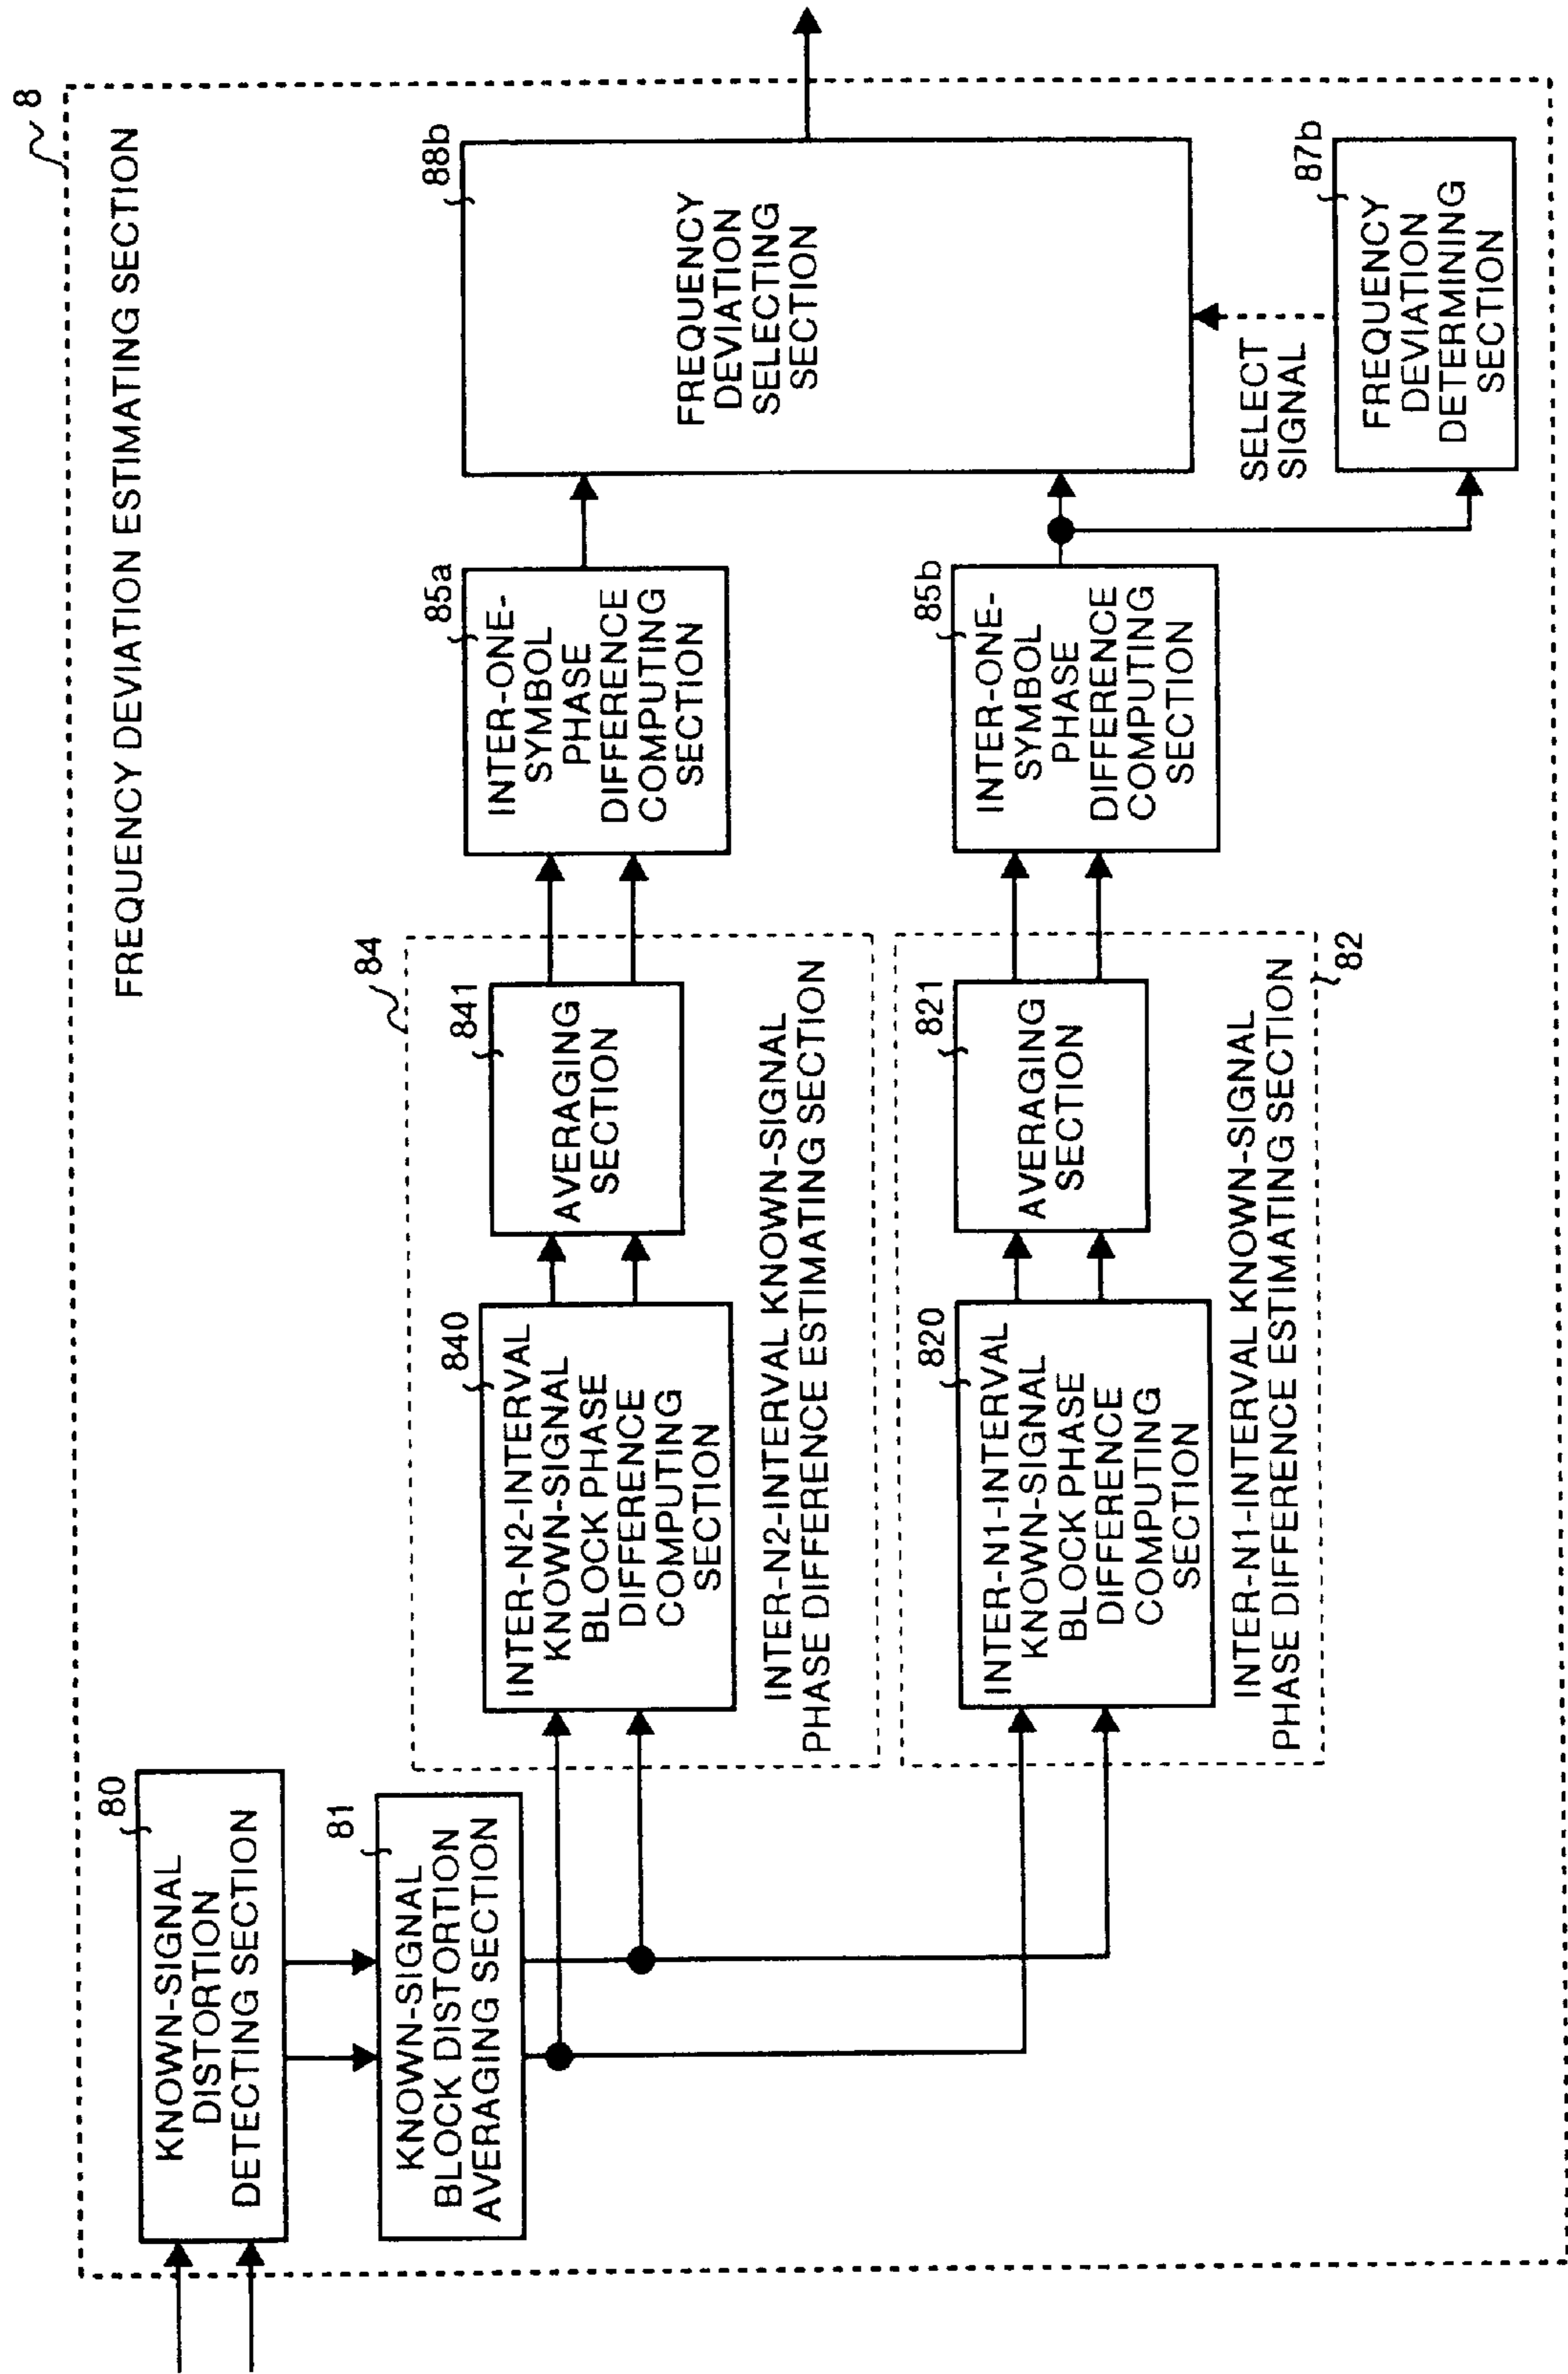 8
FREQUENCY DEVIATION ESTIMATING SECTION
80
KNOWN-SIGNAL
DISTORTION
DETECTING SECTION
81
KNOWN-SIGNAL
BLOCK DISTORTION
AVERAGING SECTION
84
840
INTER-N2-INTERVAL
KNOWN-SIGNAL
BLOCK PHASE
DIFFERENCE
COMPUTING
SECTION
841
AVERAGING
SECTION
INTER-N2-INTERVAL KNOWN-SIGNAL
PHASE DIFFERENCE ESTIMATING SECTION
85a
INTER-ONE-
SYMBOL
PHASE
DIFFERENCE
COMPUTING
SECTION
88b
FREQUENCY
DEVIATION
SELECTING
SECTION
820
INTER-N1-INTERVAL
KNOWN-SIGNAL
BLOCK PHASE
DIFFERENCE
COMPUTING
SECTION
821
AVERAGING
SECTION
INTER-N1-INTERVAL KNOWN-SIGNAL
PHASE DIFFERENCE ESTIMATING SECTION
82
85b
INTER-ONE-
SYMBOL
PHASE
DIFFERENCE
COMPUTING
SECTION
SELECT
SIGNAL
87b
FREQUENCY
DEVIATION
DETERMINING
SECTION